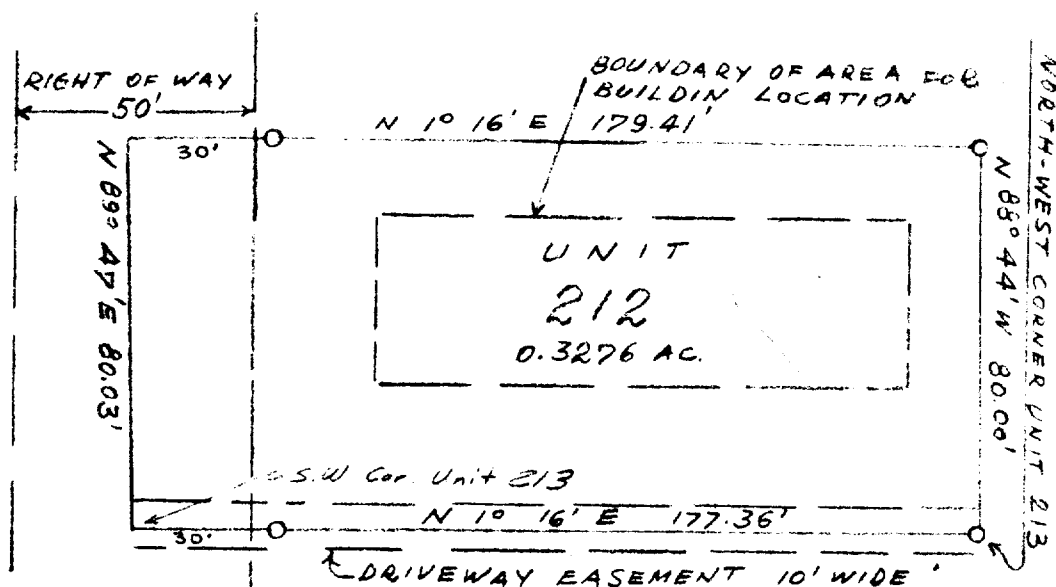 RIGHT OF WAY
50'
BOUNDARY OF AREA FOR
BUILDIN LOCATION
N 1° 16' E 179.41'
30'
N 89° 47' E 80.03'
UNIT
212
0.3276 AC.
N 88° 44' W 80.00'
NORTH-WEST CORNER UNIT 213
S.W Cor. Unit 213
N 1° 16' E 177.36'
30'
DRIVEWAY EASEMENT 10' WIDE